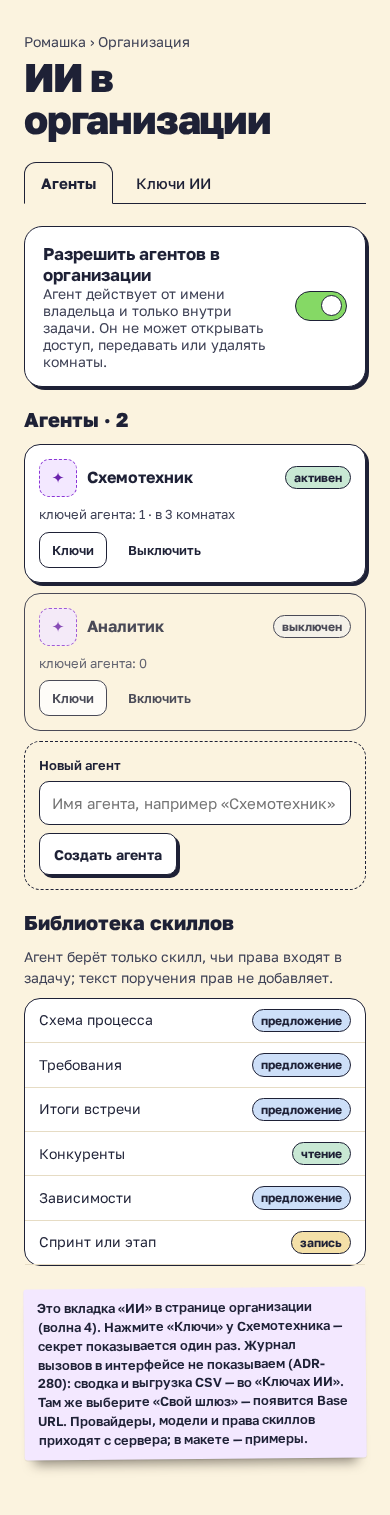 Ромашка › Организация
ИИ в
организации
Агенты
Ключи ИИ
Разрешить агентов в
организации
Агент действует от имени
владельца и только внутри
задачи. Он не может открывать
доступ, передавать или удалять
комнаты.
Агенты · 2
Схемотехник
активен
ключей агента: 1 · в 3 комнатах
Ключи
Выключить
Аналитик
выключен
ключей агента: 0
Ключи
Включить
Новый агент
Имя агента, например «Схемотехник»
Создать агента
Библиотека скиллов
Агент берёт только скилл, чьи права входят в
задачу; текст поручения прав не добавляет.
Схема процесса
предложение
Требования
предложение
Итоги встречи
предложение
Конкуренты
чтение
Зависимости
предложение
Спринт или этап
запись
Это вкладка «ИИ» в странице организации
(волна 4). Нажмите «Ключи» у Схемотехника —
секрет показывается один раз. Журнал
вызовов в интерфейсе не показываем (ADR-
280): сводка и выгрузка CSV — во «Ключах ИИ».
Там же выберите «Свой шлюз» — появится Base
URL. Провайдеры, модели и права скиллов
приходят с сервера; в макете — примеры.